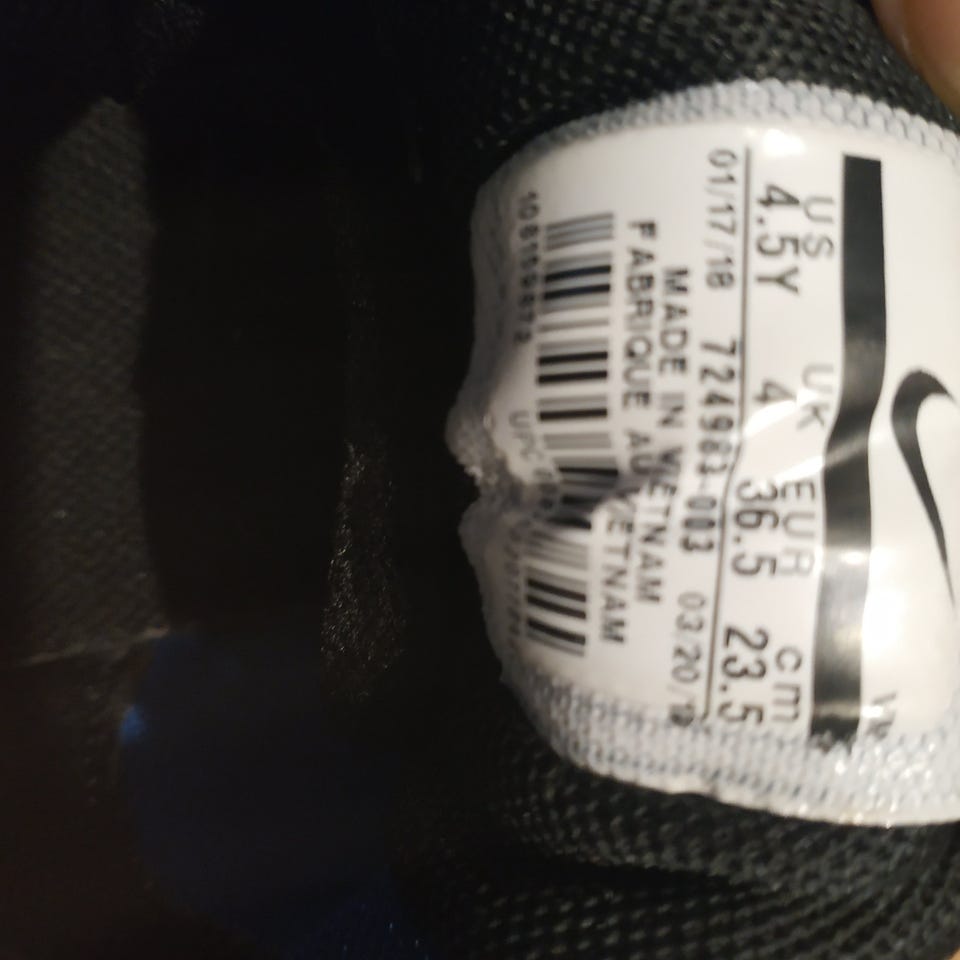 US UK EUR cm
4.5Y 4 36.5 23.5
01/17/18 724983-003 03/20/18
MADE IN VIETNAM
FABRIQUE AU VIETNAM
UPC